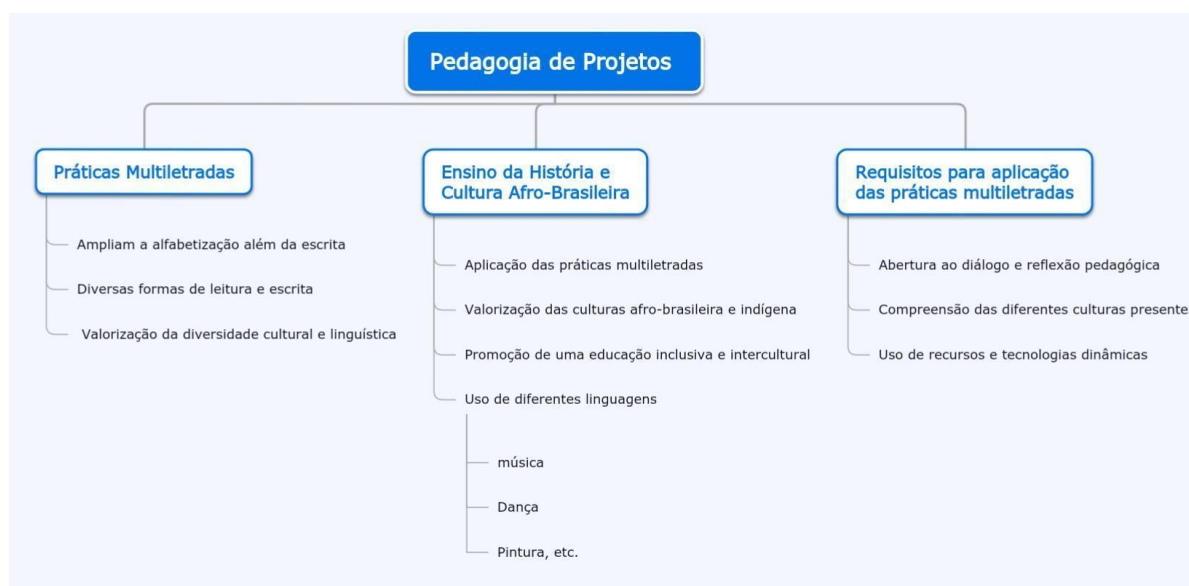 Pedagogia de Projetos
Práticas Multiletradas
Ampliam a alfabetização além da escrita
Diversas formas de leitura e escrita
Valorização da diversidade cultural e linguística
Ensino da História e
Cultura Afro-Brasileira
Aplicação das práticas multiletradas
Valorização das culturas afro-brasileira e indígena
Promoção de uma educação inclusiva e intercultural
Uso de diferentes linguagens
música
Dança
Pintura, etc.
Requisitos para aplicação
das práticas multiletradas
Abertura ao diálogo e reflexão pedagógica
Compreensão das diferentes culturas presente
Uso de recursos e tecnologias dinâmicas